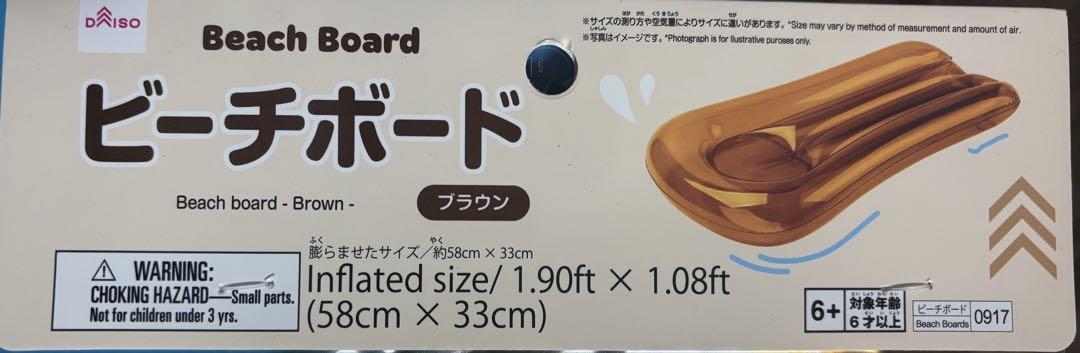 DAISO
Beach Board
ビーチボード
Beach board - Brown -
ブラウン
※サイズの測り方や空気量によりサイズに違いがあります。 *Size may vary by method of measurement and amount of air.
※写真はイメージです。 *Photograph is for llustrative puroses only.
膨らませたサイズ／約58cm × 33cm
Inflated size/ 1.90ft × 1.08ft
(58cm × 33cm)
WARNING:
CHOKING HAZARD—Small parts.
Not for children under 3 yrs.
6+
対象年齢
6才以上
ビーチボード
Beach Boards
0917